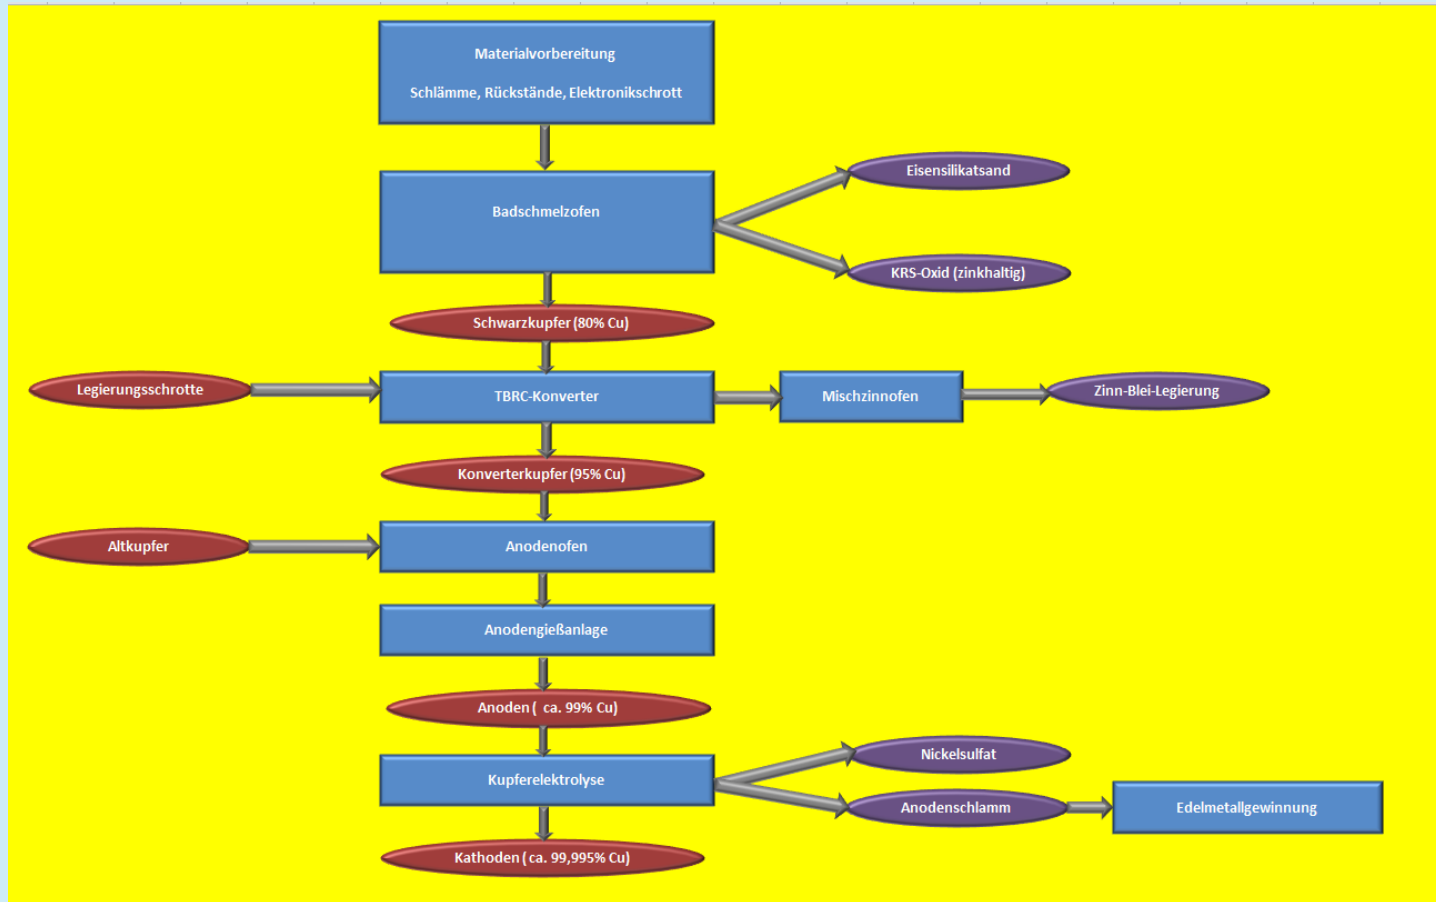 Materialvorbereitung
Schlämme, Rückstände, Elektronikschrott
Eisensilikatsand
Badschmelzofen
KRS-Oxid (zinkhaltig)
Schwarzkupfer (80% Cu)
Legierungsschrotte
TBRC-Konverter
Mischzinnofen
Zinn-Blei-Legierung
Konverterkupfer (95% Cu)
Altkupfer
Anodenofen
Anodengießanlage
Anoden ( ca. 99% Cu)
Nickelsulfat
Kupferelektrolyse
Anodenschlamm
Edelmetallgewinnung
Kathoden ( ca. 99,995% Cu)